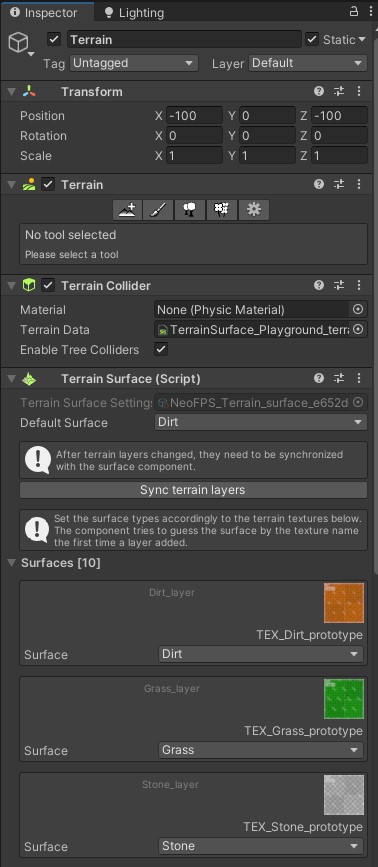 Inspector Lighting
Terrain Static
Tag Untagged Layer Default
Transform
Position X -100 Y 0 Z -100
Rotation X 0 Y 0 Z 0
Scale X 1 Y 1 Z 1
Terrain
No tool selected
Please select a tool
Terrain Collider
Material None (Physic Material)
Terrain Data TerrainSurface_Playground_terra
Enable Tree Colliders
Terrain Surface (Script)
Terrain Surface Settings NeoFPS_Terrain_surface_e652d
Default Surface Dirt
After terrain layers changed, they need to be synchronized
with the surface component.
Sync terrain layers
Set the surface types accordingly to the terrain textures below.
The component tries to guess the surface by the texture name
the first time a layer added.
Surfaces [10]
Dirt_layer
TEX_Dirt_prototype
Surface Dirt
Grass_layer
TEX_Grass_prototype
Surface Grass
Stone_layer
TEX_Stone_prototype
Surface Stone